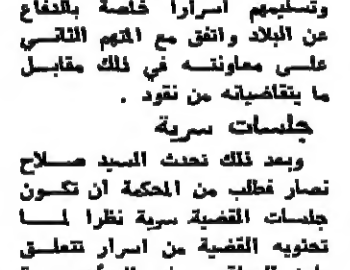 وتسليمهم أسرارا خاصة بالدفاع
عن البلاد واتفق مع المتهم الثاني
على معاونته في ذلك مقابل
ما يتقاضيانه من نقود .
جلسات سرية
وبعد ذلك تحدث السيد صلاح
نصار فطلب من المحكمة ان تكون
جلسات القضية سرية نظرا لما
تحتويه القضية من اسرار تتعلق